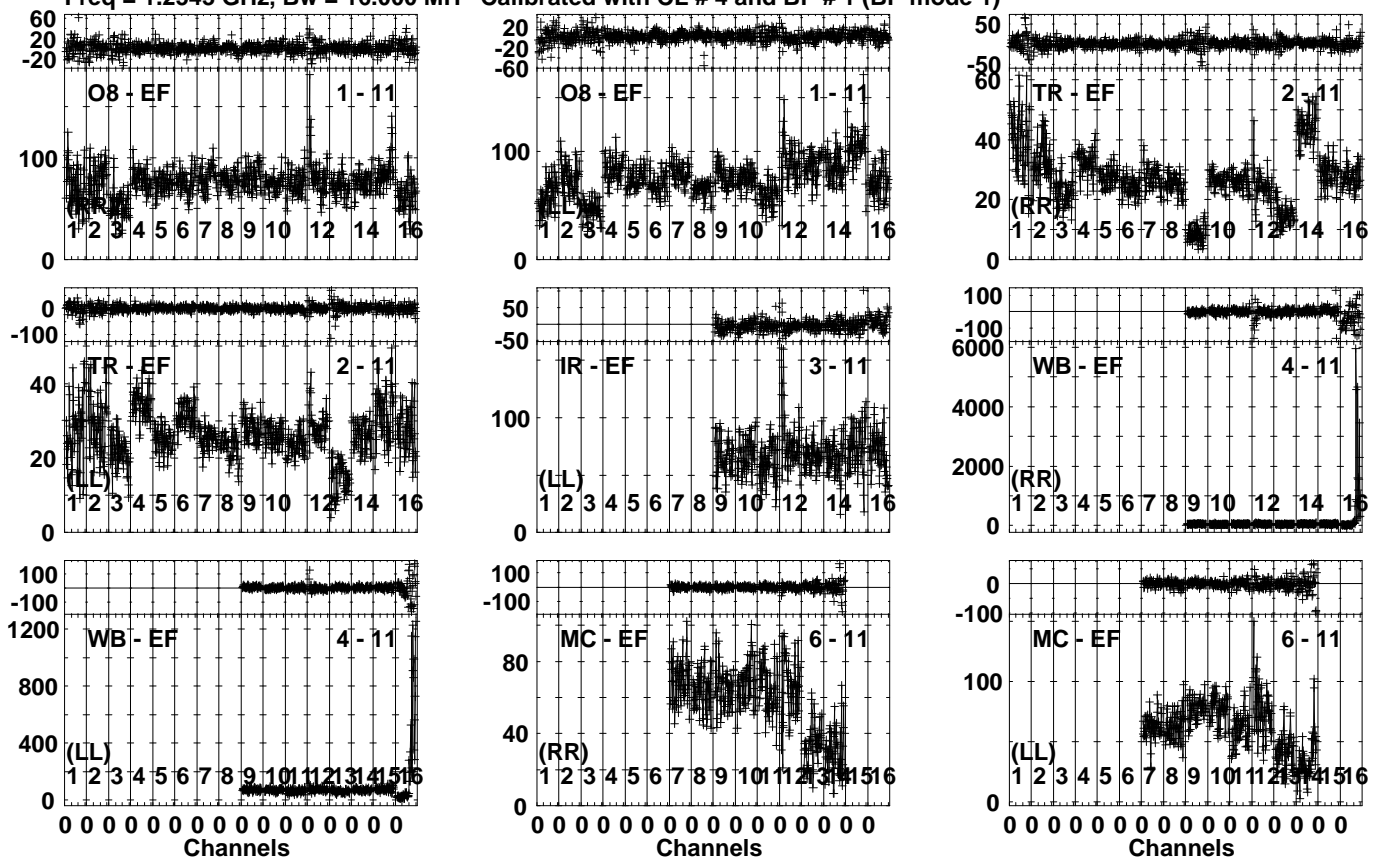 Freq = 1.2343 GHz, Bw = 16.000 MH Calibrated with CL # 4 and BP # 1 (BP mode 1)
60
20
-20
O8 - EF 1 - 11
100
(RR)
1 2 3 4 5 6 7 8 9 10 12 14 16
0
20
-20
-60
O8 - EF 1 - 11
100
(LL)
1 2 3 4 5 6 7 8 9 10 12 14 16
0
50
-50
60
TR - EF 2 - 11
40
20
(RR)
1 2 3 4 5 6 7 8 9 10 12 14 16
0
0
-100
TR - EF 2 - 11
40
20
(LL)
1 2 3 4 5 6 7 8 9 10 12 14 16
0
50
-50
IR - EF 3 - 11
100
(LL)
1 2 3 4 5 6 7 8 9 10 12 14 16
0
100
-100
6000
WB - EF 4 - 11
4000
2000
(RR)
1 2 3 4 5 6 7 8 9 10 12 14 16
0
100
-100
1200
WB - EF 4 - 11
800
400
(LL)
1 2 3 4 5 6 7 8 9 10 11 12 13 14 15 16
0
0 0 0 0 0 0 0 0 0 0 0 0 0 0 0 0
Channels
100
-100
MC - EF 6 - 11
80
40
(RR)
1 2 3 4 5 6 7 8 9 10 11 12 13 14 15 16
0
0 0 0 0 0 0 0 0 0 0 0 0 0 0 0 0
Channels
0
-100
MC - EF 6 - 11
100
(LL)
1 2 3 4 5 6 7 8 9 10 11 12 13 14 15 16
0
0 0 0 0 0 0 0 0 0 0 0 0 0 0 0 0
Channels